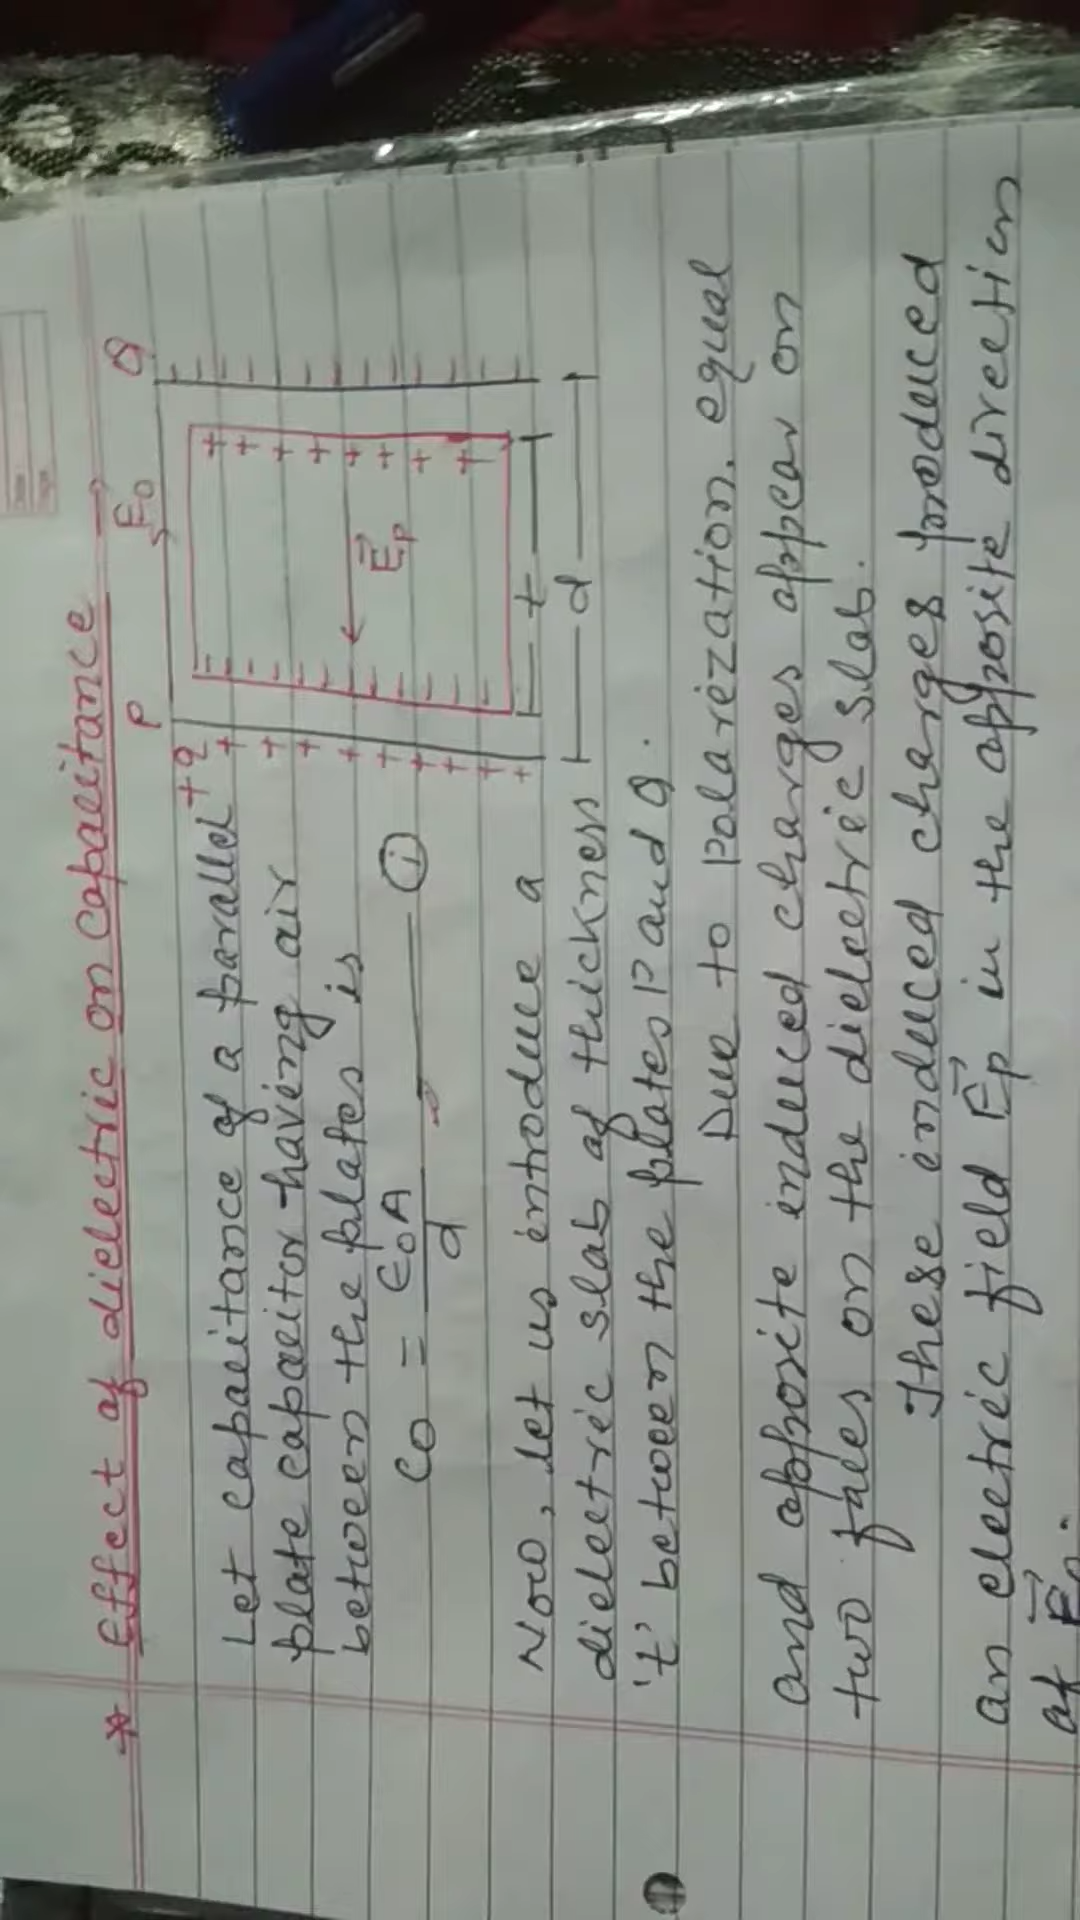 * Effect of dielectric on capacitance
Let capacitance of a parallel
plate capacitor having air
between the plates is
C₀ = ϵ₀A / d ——— (i)
P E₀ Q
+q
+ + + + + + + + +
- - - - - - - -
E⃗p
+ + + + + + + +
- - - - - - - - - -
t
d
Now, let us introduce a
dielectric slab of thickness
't' between the plates P and Q.
Due to polarization, equal
and opposite induced charges appear on
two faces on the dielectric slab.
These induced charges produced
an electric field E⃗p in the opposite direction
of E⃗₀.